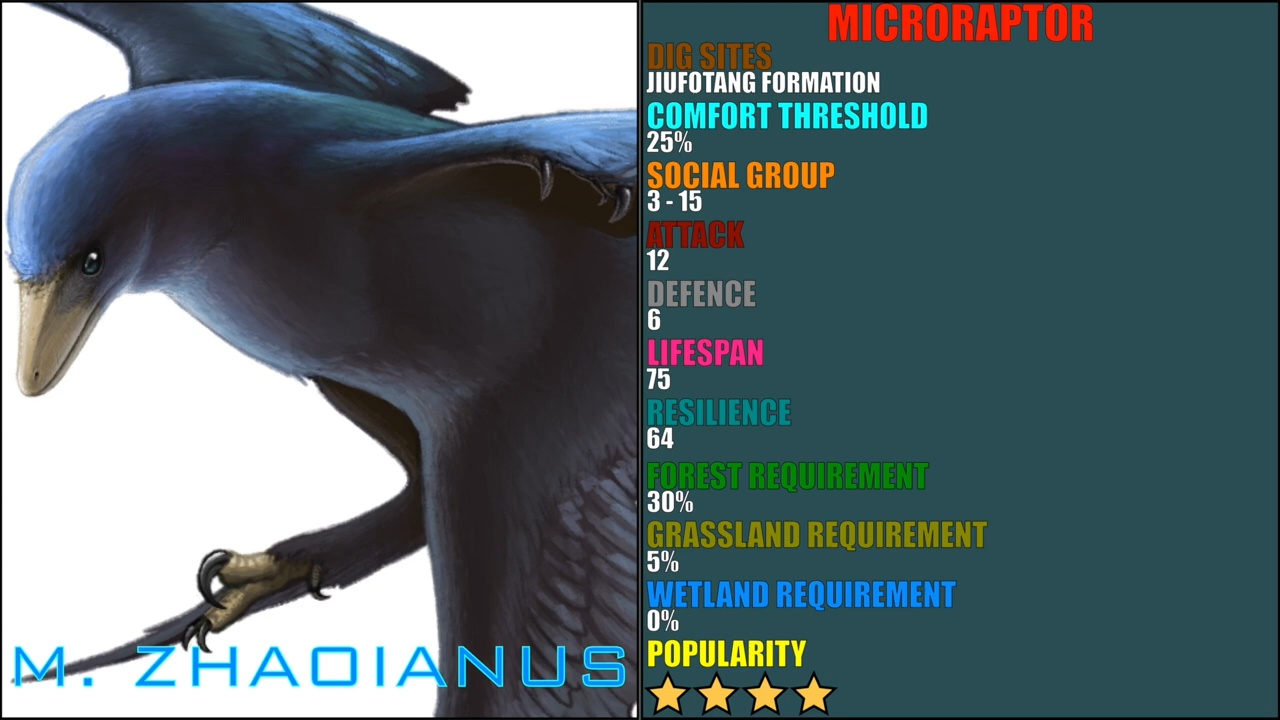 MICRORAPTOR
DIG SITES
JIUFOTANG FORMATION
COMFORT THRESHOLD
25%
SOCIAL GROUP
3 - 15
ATTACK
12
DEFENCE
6
LIFESPAN
75
RESILIENCE
64
FOREST REQUIREMENT
30%
GRASSLAND REQUIREMENT
5%
WETLAND REQUIREMENT
0%
POPULARITY
M. ZHAOIANUS